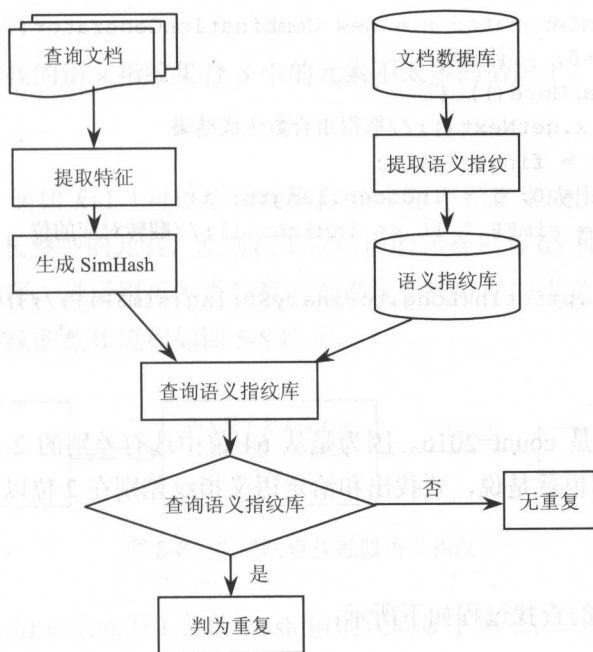 查询文档
文档数据库
提取特征
提取语义指纹
生成 SimHash
语义指纹库
查询语义指纹库
查询语义指纹库
否
无重复
是
判为重复